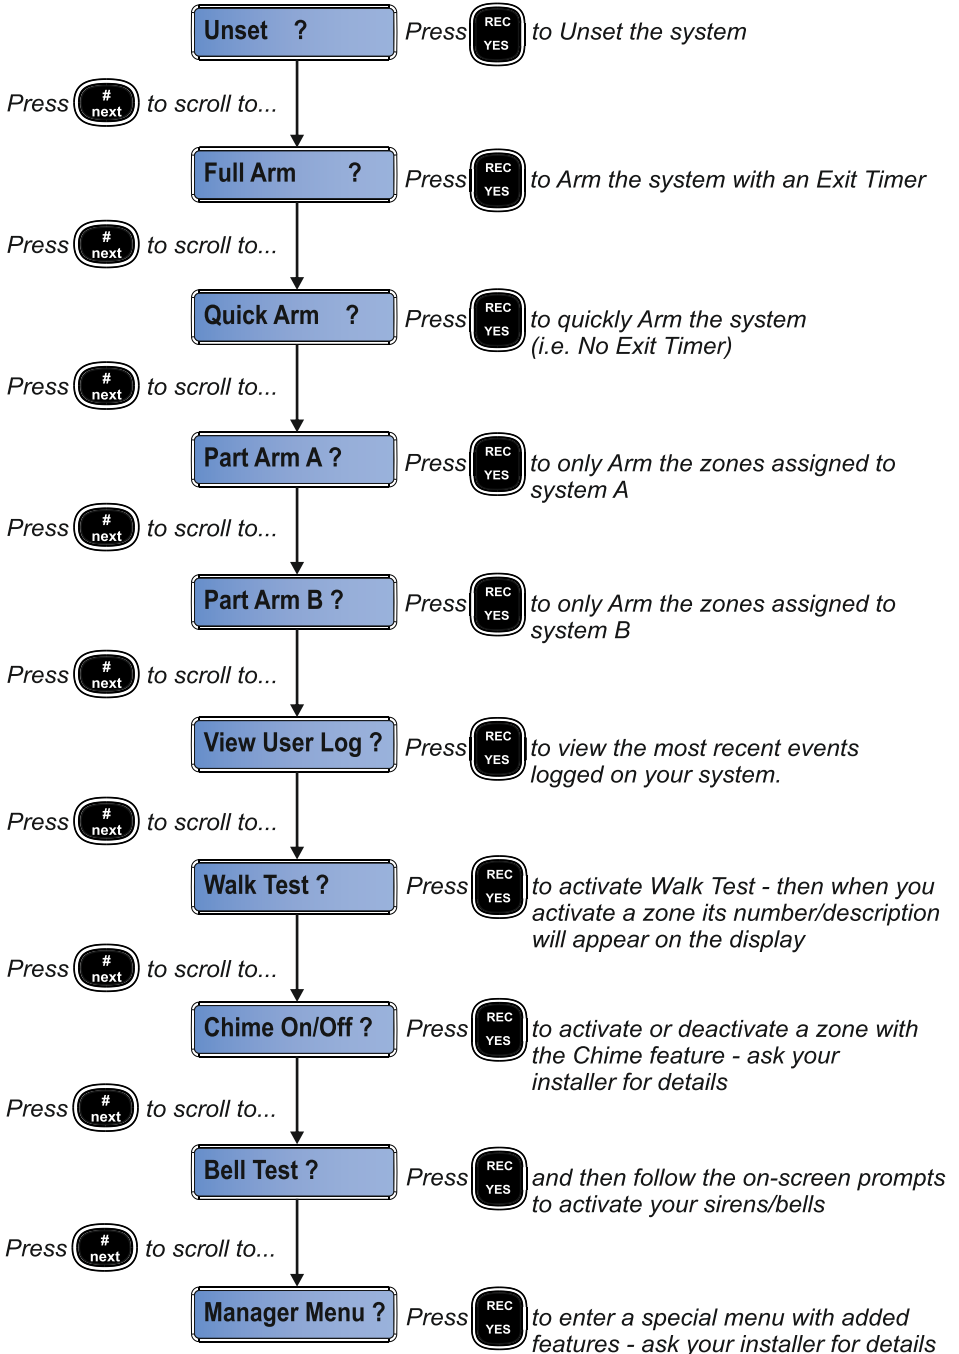 Unset ?
Press REC YES to Unset the system
Press # next to scroll to...
Full Arm ?
Press REC YES to Arm the system with an Exit Timer
Press # next to scroll to...
Quick Arm ?
Press REC YES to quickly Arm the system
(i.e. No Exit Timer)
Press # next to scroll to...
Part Arm A ?
Press REC YES to only Arm the zones assigned to
system A
Press # next to scroll to...
Part Arm B ?
Press REC YES to only Arm the zones assigned to
system B
Press # next to scroll to...
View User Log ?
Press REC YES to view the most recent events
logged on your system.
Press # next to scroll to...
Walk Test ?
Press REC YES to activate Walk Test - then when you
activate a zone its number/description
will appear on the display
Press # next to scroll to...
Chime On/Off ?
Press REC YES to activate or deactivate a zone with
the Chime feature - ask your
installer for details
Press # next to scroll to...
Bell Test ?
Press REC YES and then follow the on-screen prompts
to activate your sirens/bells
Press # next to scroll to...
Manager Menu ?
Press REC YES to enter a special menu with added
features - ask your installer for details